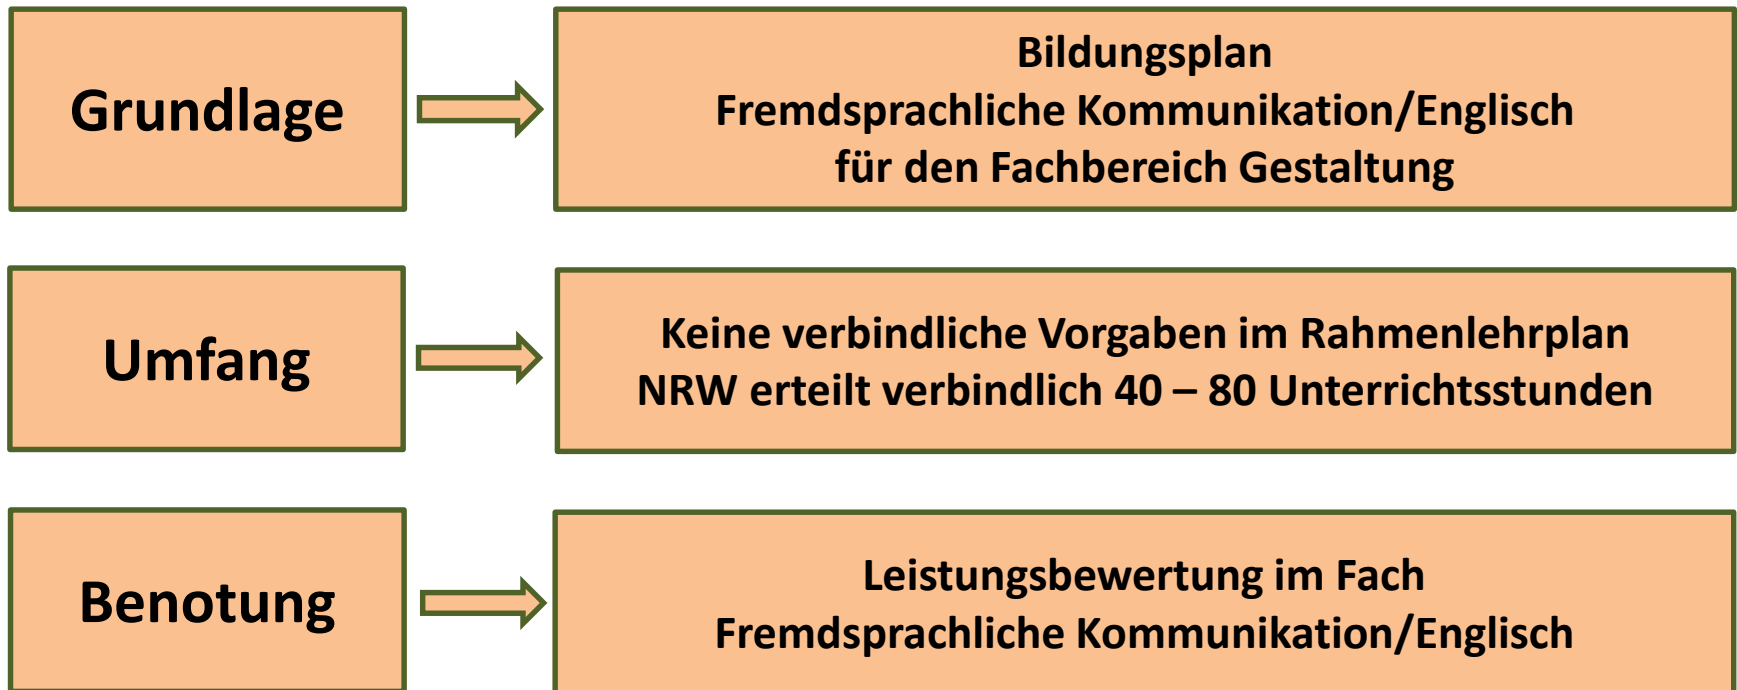 Grundlage
Bildungsplan
Fremdsprachliche Kommunikation/Englisch
für den Fachbereich Gestaltung
Umfang
Keine verbindliche Vorgaben im Rahmenlehrplan
NRW erteilt verbindlich 40 – 80 Unterrichtsstunden
Benotung
Leistungsbewertung im Fach
Fremdsprachliche Kommunikation/Englisch